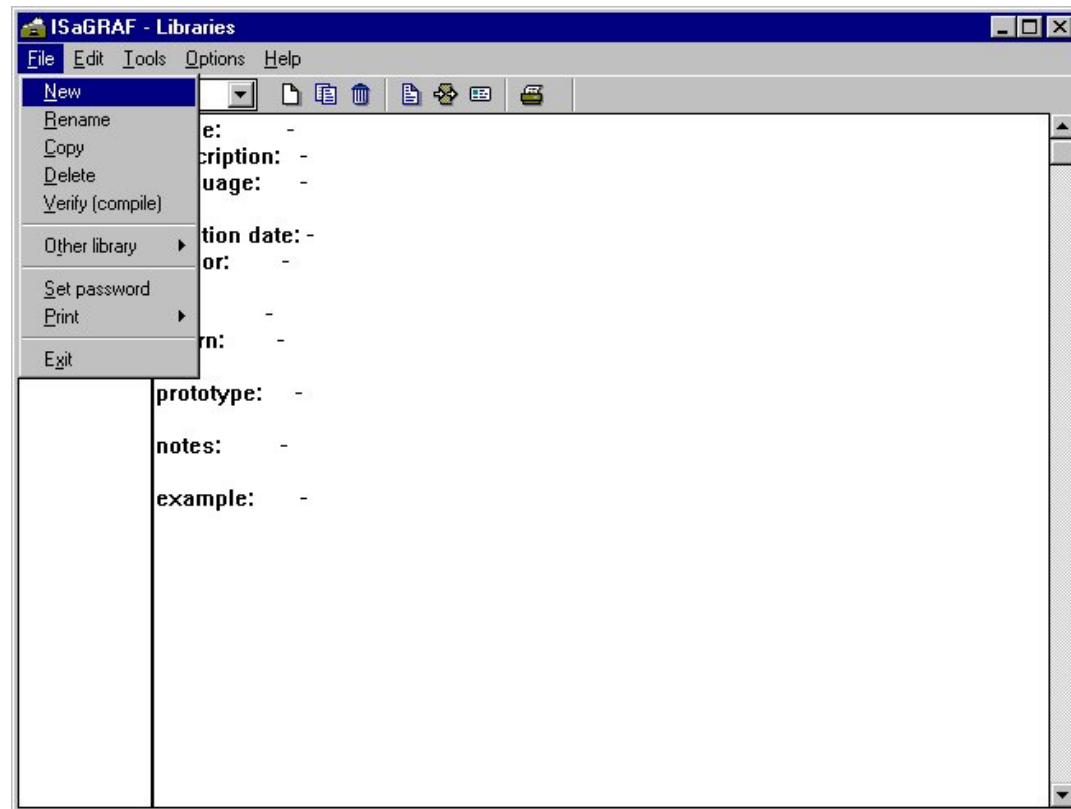 ISaGRAF - Libraries
File Edit Tools Options Help
New
Rename
Copy
Delete
Verify (compile)
Other library
Set password
Print
Exit
e: -
cription: -
uage: -
tion date: -
or: -
-
rn: -
prototype: -
notes: -
example: -